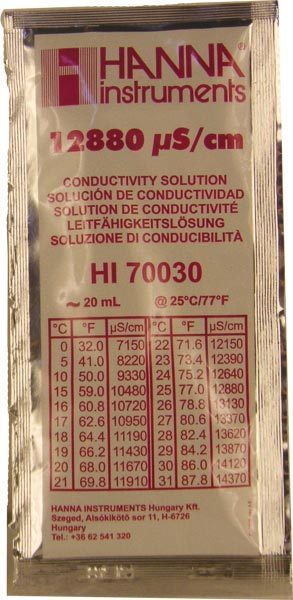 HANNA
instruments
12880 µS/cm
CONDUCTIVITY SOLUTION
SOLUCIÓN DE CONDUCTIVIDAD
SOLUTION DE CONDUCTIVITÉ
LEITFÄHIGKEITSLÖSUNG
SOLUZIONE DI CONDUCIBILITÀ
HI 70030
~ 20 mL @ 25°C/77°F
°C °F µS/cm °C °F µS/cm
0 32.0 7150 22 71.6 12150
5 41.0 8220 23 73.4 12390
10 50.0 9330 24 75.2 12640
15 59.0 10480 25 77.0 12880
16 60.8 10720 26 78.8 13130
17 62.6 10950 27 80.6 13370
18 64.4 11190 28 82.4 13620
19 66.2 11430 29 84.2 13870
20 68.0 11670 30 86.0 14120
21 69.8 11910 31 87.8 14370
HANNA INSTRUMENTS Hungary Kft.
Szeged, Alsókikötő sor 11, H-6726
Hungary
Tel.: +36 62 541 320